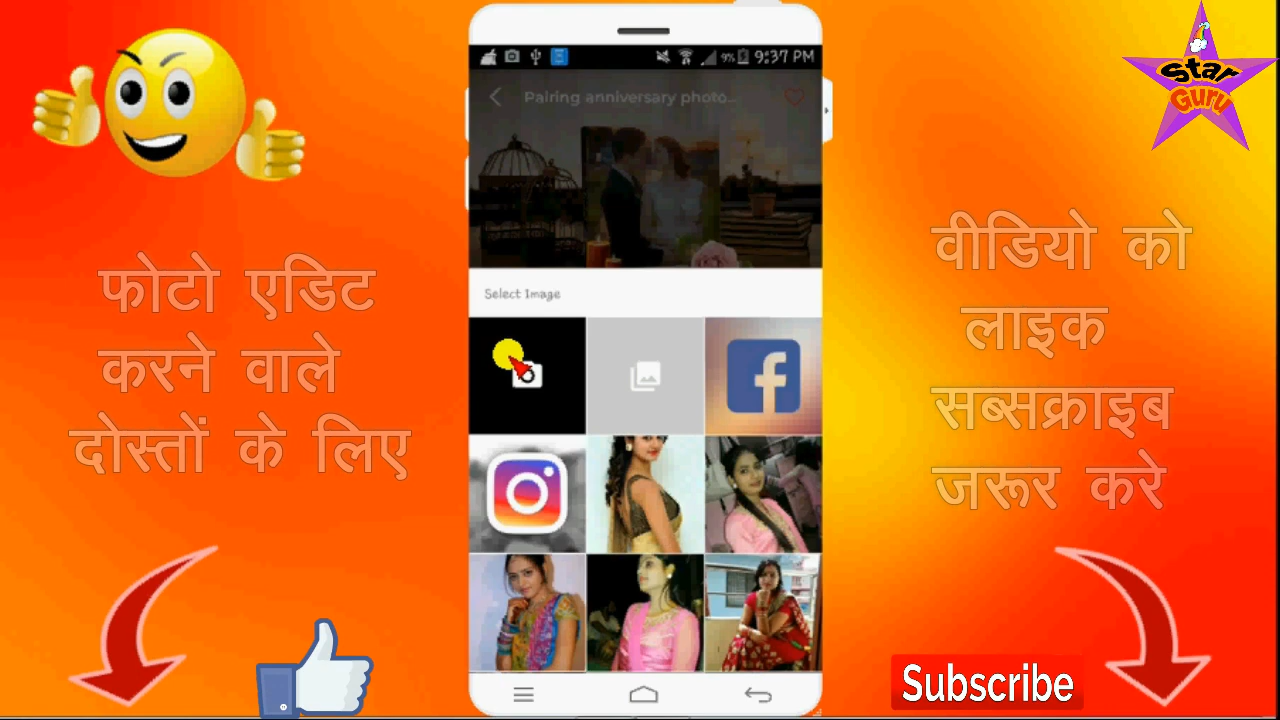 9% 9:37 PM
Pairing anniversary photo...
Star
Guru
Select Image
फोटो एडिट
करने वाले
दोस्तों के लिए
वीडियो को
लाइक
सब्सक्राइब
जरूर करे
Subscribe